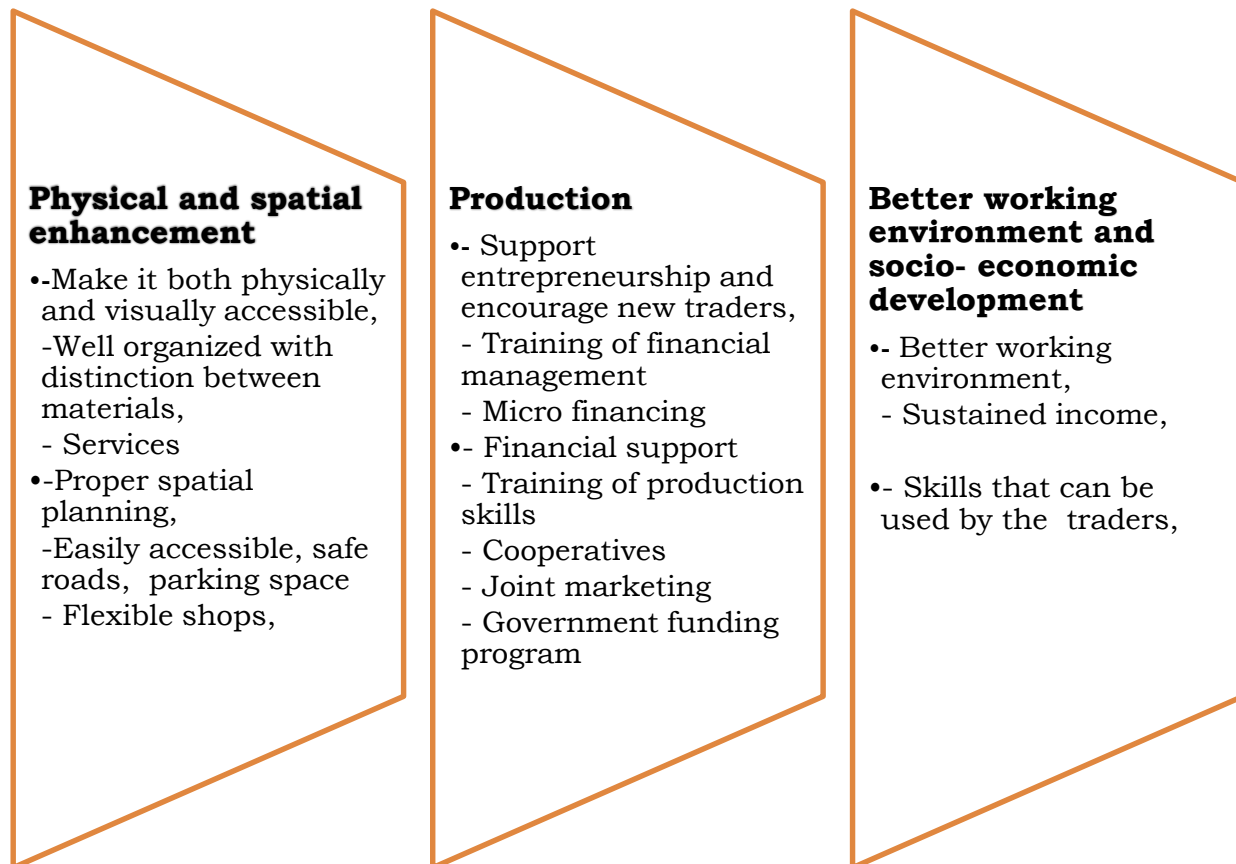 Physical and spatial
enhancement
•-Make it both physically
and visually accessible,
-Well organized with
distinction between
materials,
- Services
•-Proper spatial
planning,
-Easily accessible, safe
roads, parking space
- Flexible shops,
Production
•- Support
entrepreneurship and
encourage new traders,
- Training of financial
management
- Micro financing
•- Financial support
- Training of production
skills
- Cooperatives
- Joint marketing
- Government funding
program
Better working
environment and
socio- economic
development
•- Better working
environment,
- Sustained income,
•- Skills that can be
used by the traders,